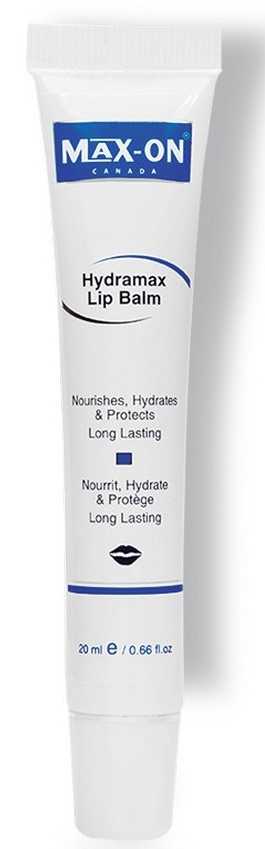 MAX-ON®
CANADA
Hydramax
Lip Balm
Nourishes, Hydrates
& Protects
Long Lasting
Nourrit, Hydrate
& Protège
Long Lasting
20 ml e / 0.66 fl.oz